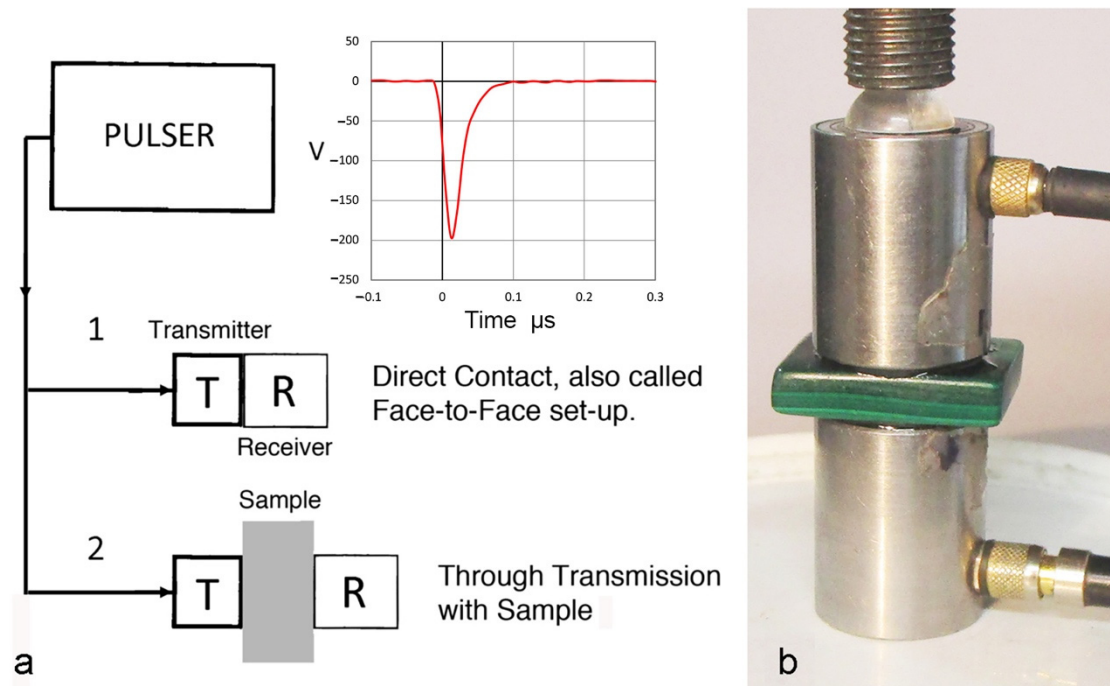 PULSER
50
0
−50
−100
−150
−200
−250
V
−0.1
0
0.1
0.2
0.3
Time µs
1
Transmitter
T
R
Receiver
Direct Contact, also called
Face-to-Face set-up.
2
Sample
T
R
Through Transmission
with Sample
a
b